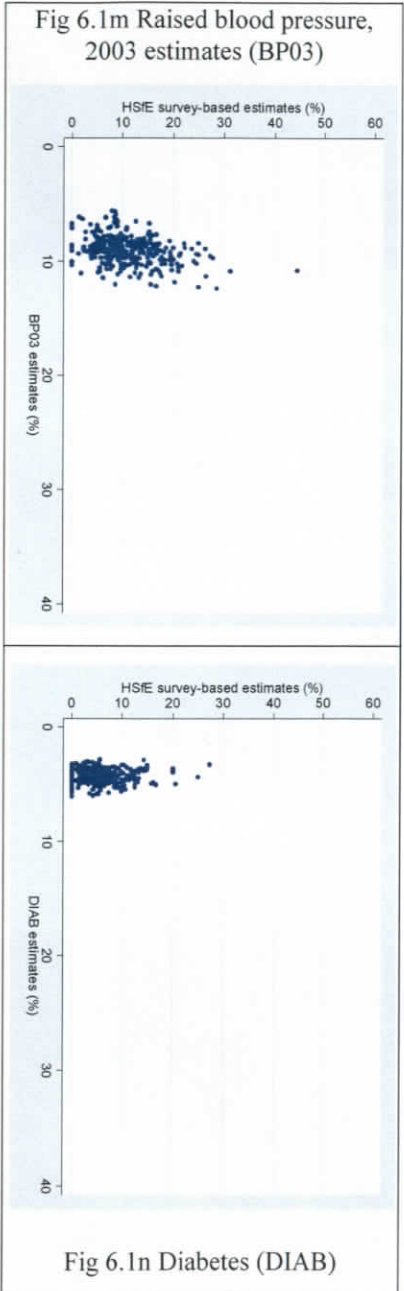 Fig 6.1m Raised blood pressure,
2003 estimates (BP03)
HSfE survey-based estimates (%)
0 10 20 30 40 50 60
0
10
20
30
40
BP03 estimates (%)
HSfE survey-based estimates (%)
0 10 20 30 40 50 60
0
10
20
30
40
DIAB estimates (%)
Fig 6.1n Diabetes (DIAB)